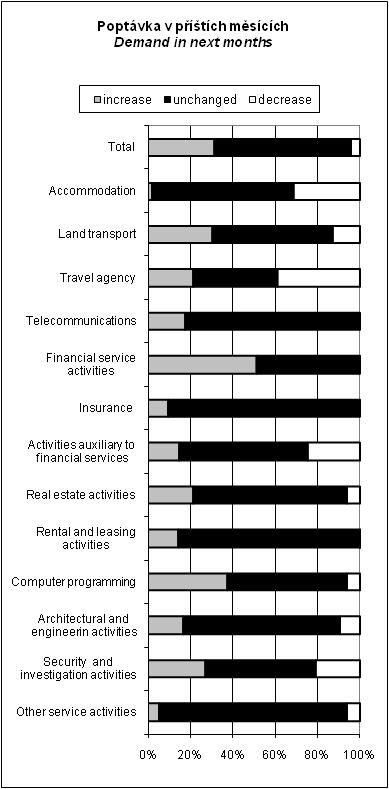 Poptávka v příštích měsících
Demand in next months
increase unchanged decrease
Total
Accommodation
Land transport
Travel agency
Telecommunications
Financial service
activities
Insurance
Activities auxiliary to
financial services
Real estate activities
Rental and leasing
activities
Computer programming
Architectural and
engineerin activities
Security and
investigation activities
Other service activities
0% 20% 40% 60% 80% 100%